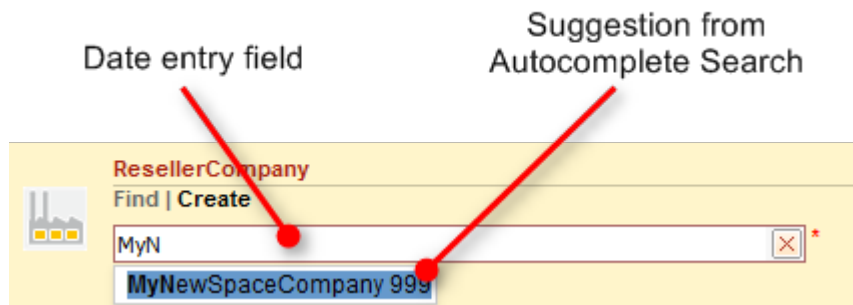 Suggestion from
Date entry field
Autocomplete Search
ResellerCompany
Find | Create
MyN
*
MyNewSpaceCompany 999